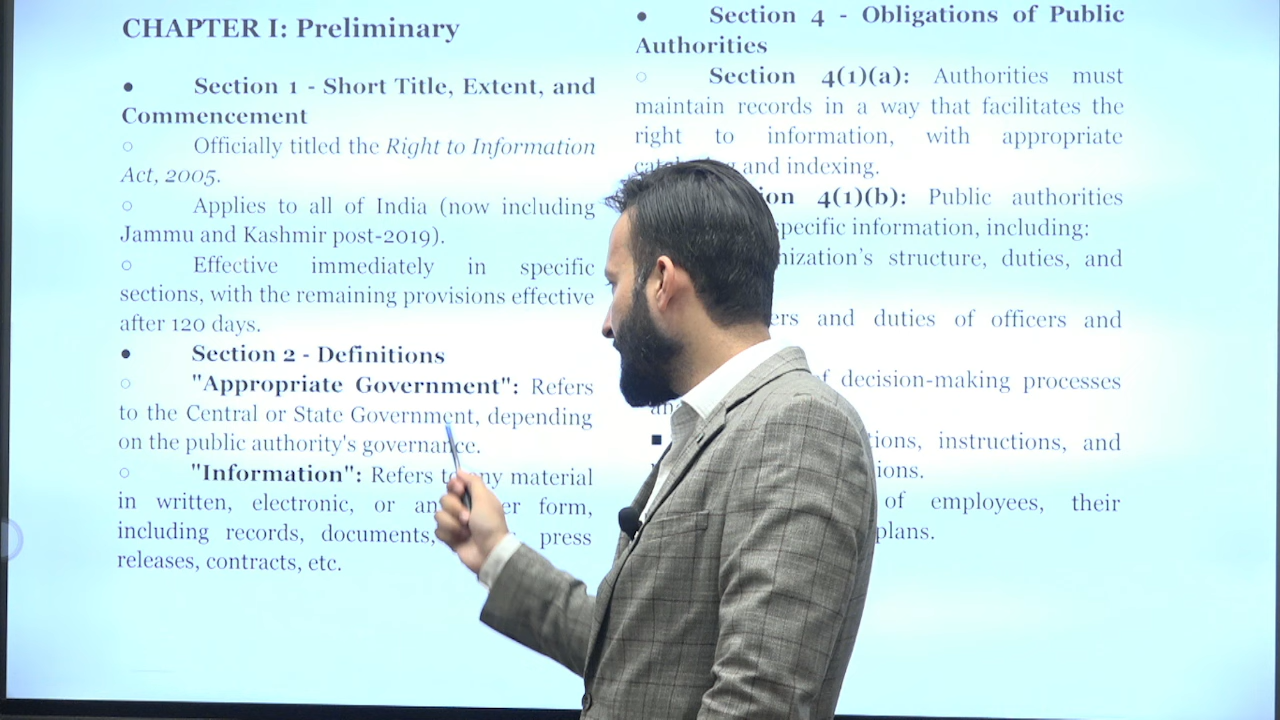 CHAPTER I: Preliminary
● Section 1 - Short Title, Extent, and
Commencement
○ Officially titled the Right to Information
Act, 2005.
○ Applies to all of India (now including
Jammu and Kashmir post-2019).
○ Effective immediately in specific
sections, with the remaining provisions effective
after 120 days.
● Section 2 - Definitions
○ "Appropriate Government": Refers
to the Central or State Government, depending
on the public authority's governance.
○ "Information": Refers any material
in written, electronic, or form,
including records, documents, press
releases, contracts, etc.
● Section 4 - Obligations of Public
Authorities
○ Section 4(1)(a): Authorities must
maintain records in a way that facilitates the
right to information, with appropriate
and indexing.
4(1)(b): Public authorities
specific information, including:
structure, duties, and
and duties of officers and
decision-making processes
■ instructions, and
of employees, their
plans.